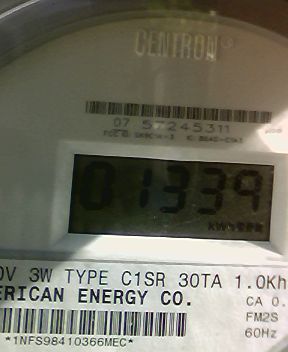 CENTRON
07 57245311
01339
0V 3W TYPE C1SR 30TA 1.0Kh
ERICAN ENERGY CO.
CA 0.
FM2S
60Hz
*1NFS98410366MEC*